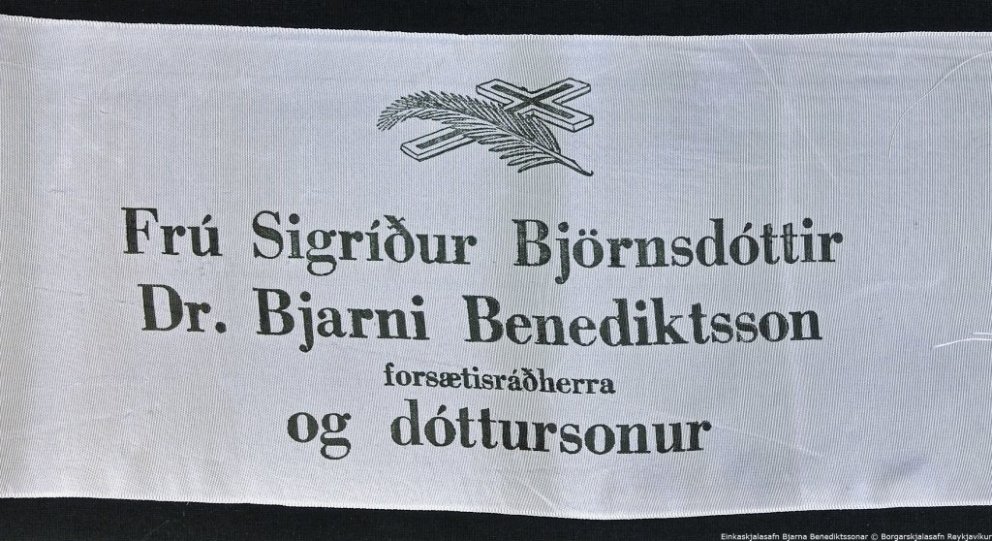 Frú Sigríður Björnsdóttir
Dr. Bjarni Benediktsson
forsætisráðherra
og dóttursonur
Einkaskjalasafn Bjarna Benediktssonar © Borgarskjalasafn Reykjavíkur